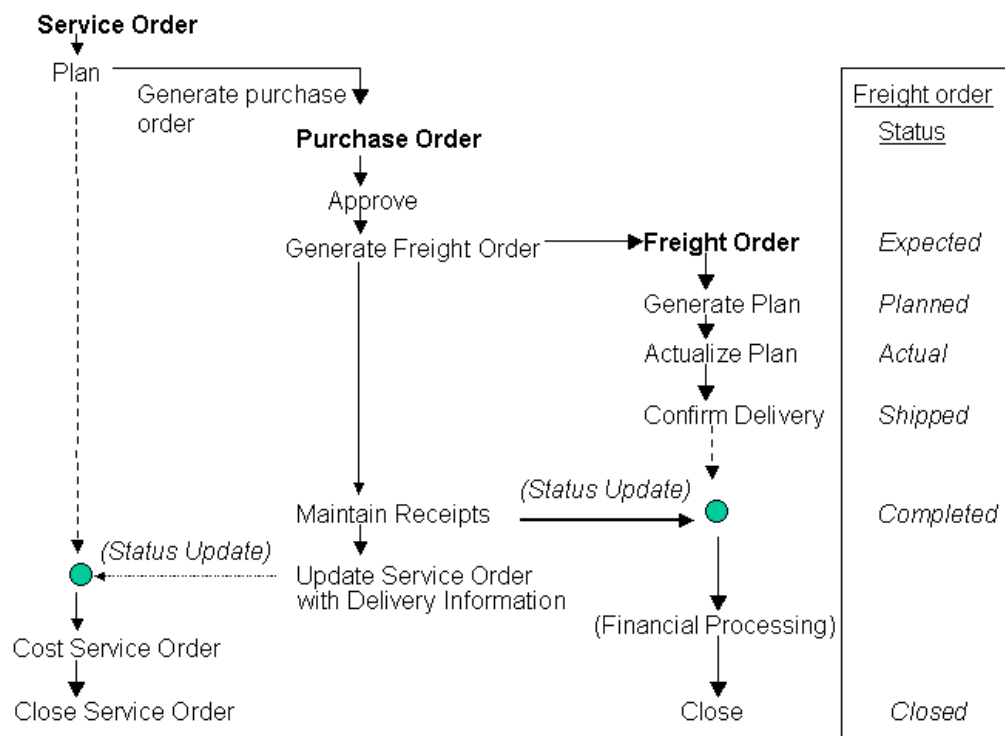 Service Order
Plan
Generate purchase
order
Purchase Order
Approve
Generate Freight Order
Freight Order
Generate Plan
Actualize Plan
Confirm Delivery
Maintain Receipts
(Status Update)
(Status Update)
Update Service Order
with Delivery Information
(Financial Processing)
Cost Service Order
Close Service Order
Close
Freight order
Status
Expected
Planned
Actual
Shipped
Completed
Closed